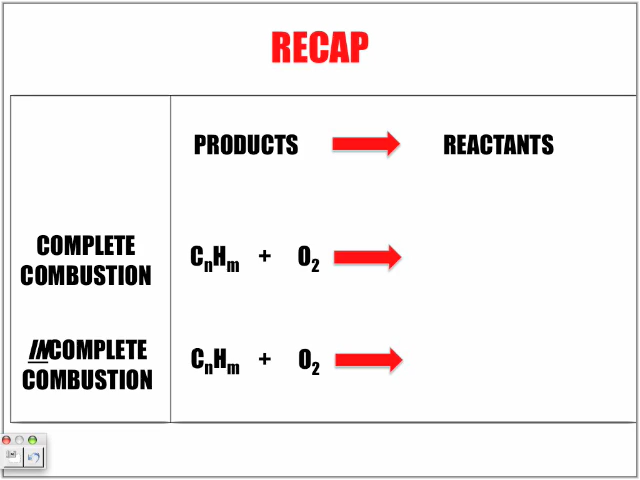 RECAP
PRODUCTS REACTANTS
COMPLETE
COMBUSTION
CnHm + O2
INCOMPLETE
COMBUSTION
CnHm + O2